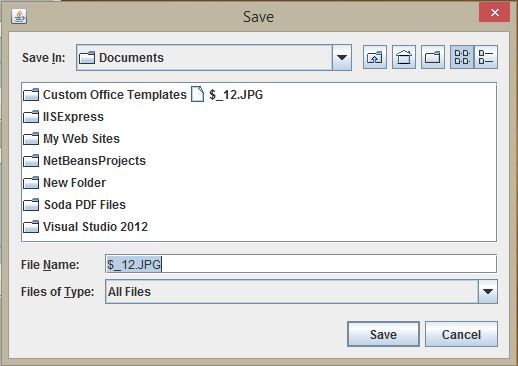 Save
Save In: Documents
Custom Office Templates $_12.JPG
IISExpress
My Web Sites
NetBeansProjects
New Folder
Soda PDF Files
Visual Studio 2012
File Name: $_12.JPG
Files of Type: All Files
Save Cancel